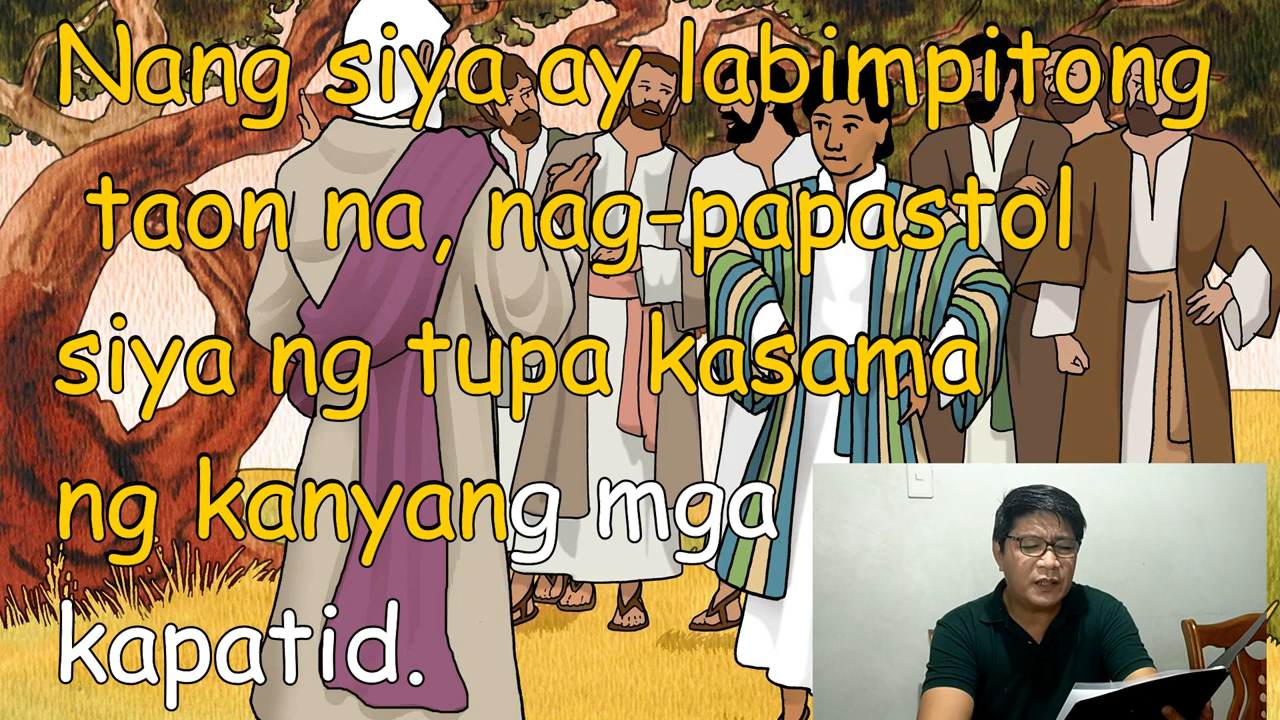 Nang siya ay labimpitong
taon na, nag-papastol
siya ng tupa kasama
ng kanyang mga
kapatid.